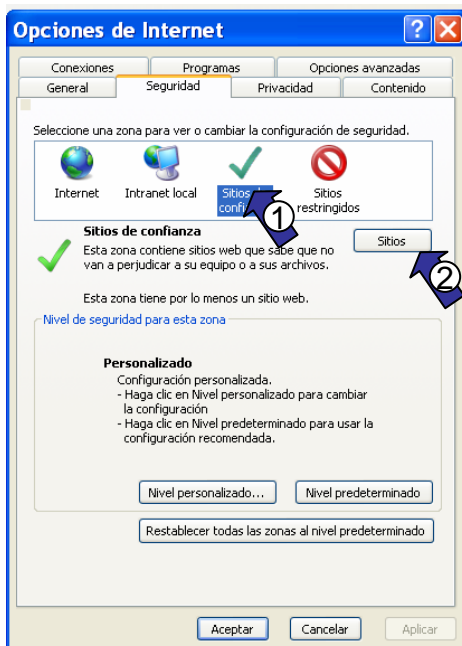 Opciones de Internet
Conexiones
Programas
Opciones avanzadas
General
Seguridad
Privacidad
Contenido
Seleccione una zona para ver o cambiar la configuración de seguridad.
Internet
Intranet local
Sitios
Sitios
restringidos
1
Sitios de confianza
Esta zona contiene sitios web que sabe que no
van a perjudicar a su equipo o a sus archivos.
Sitios
2
Esta zona tiene por lo menos un sitio web.
Nivel de seguridad para esta zona
Personalizado
Configuración personalizada.
- Haga clic en Nivel personalizado para cambiar
la configuración
- Haga clic en Nivel predeterminado para usar la
configuración recomendada.
Nivel personalizado...
Nivel predeterminado
Restablecer todas las zonas al nivel predeterminado
Aceptar
Cancelar
Aplicar